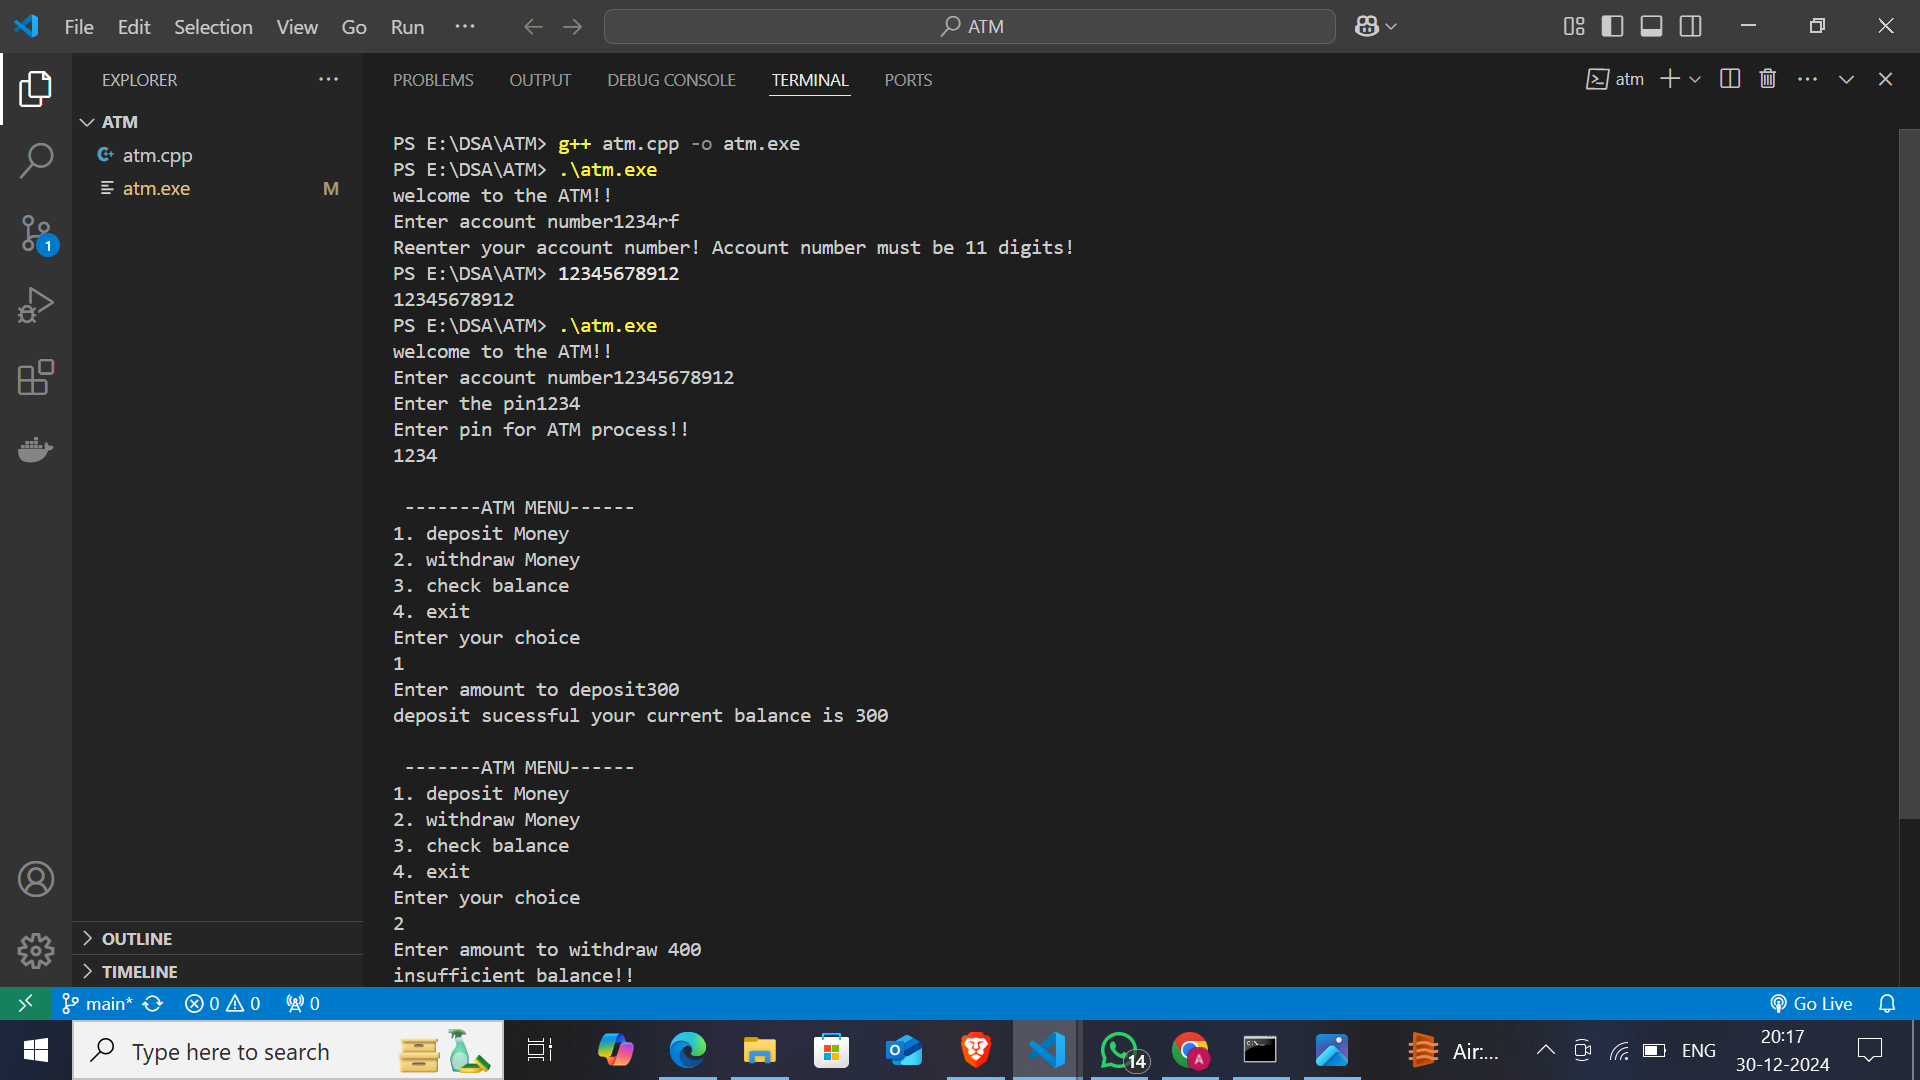 File Edit Selection View Go Run ATM
EXPLORER
ATM
atm.cpp
atm.exe M
1
OUTLINE
TIMELINE
PROBLEMS OUTPUT DEBUG CONSOLE TERMINAL PORTS
atm
PS E:\DSA\ATM> g++ atm.cpp -o atm.exe
PS E:\DSA\ATM> .\atm.exe
welcome to the ATM!!
Enter account number1234rf
Reenter your account number! Account number must be 11 digits!
PS E:\DSA\ATM> 12345678912
12345678912
PS E:\DSA\ATM> .\atm.exe
welcome to the ATM!!
Enter account number12345678912
Enter the pin1234
Enter pin for ATM process!!
1234
-------ATM MENU------
1. deposit Money
2. withdraw Money
3. check balance
4. exit
Enter your choice
1
Enter amount to deposit300
deposit sucessful your current balance is 300
-------ATM MENU------
1. deposit Money
2. withdraw Money
3. check balance
4. exit
Enter your choice
2
Enter amount to withdraw 400
insufficient balance!!
main* 0 0 0 Go Live
Type here to search 14 A Air:... ENG
20:17
30-12-2024